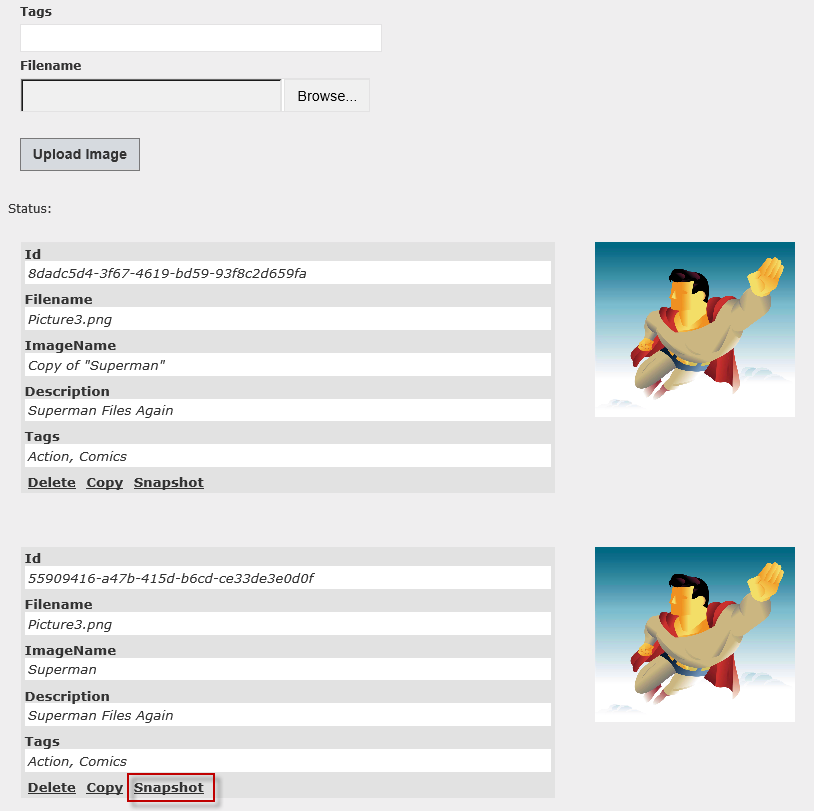 Tags
Filename
Browse...
Upload Image
Status:
Id
8dadc5d4-3f67-4619-bd59-93f8c2d659fa
Filename
Picture3.png
ImageName
Copy of "Superman"
Description
Superman Files Again
Tags
Action, Comics
Delete Copy Snapshot
Id
55909416-a47b-415d-b6cd-ce33de3e0d0f
Filename
Picture3.png
ImageName
Superman
Description
Superman Files Again
Tags
Action, Comics
Delete Copy Snapshot